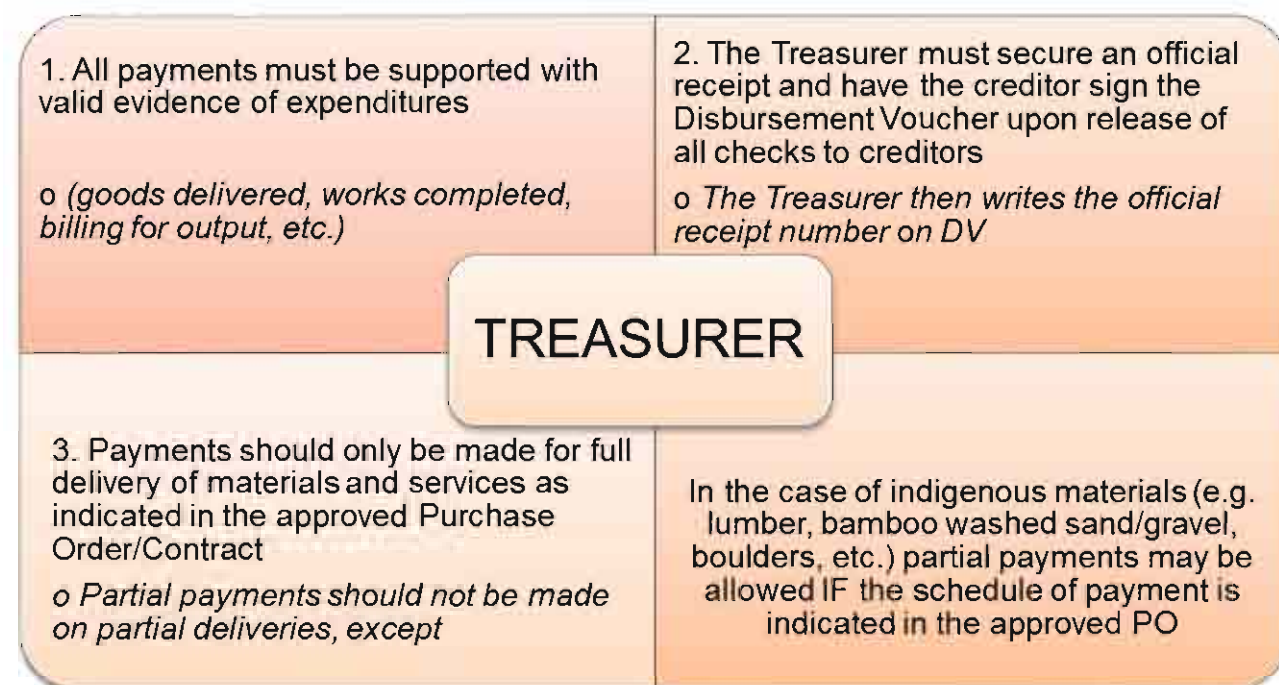 1. All payments must be supported with
valid evidence of expenditures
o (goods delivered, works completed,
billing for output, etc.)
2. The Treasurer must secure an official
receipt and have the creditor sign the
Disbursement Voucher upon release of
all checks to creditors
o The Treasurer then writes the official
receipt number on DV
TREASURER
3. Payments should only be made for full
delivery of materials and services as
indicated in the approved Purchase
Order/Contract
o Partial payments should not be made
on partial deliveries, except
In the case of indigenous materials (e.g.
lumber, bamboo washed sand/gravel,
boulders, etc.) partial payments may be
allowed IF the schedule of payment is
indicated in the approved PO